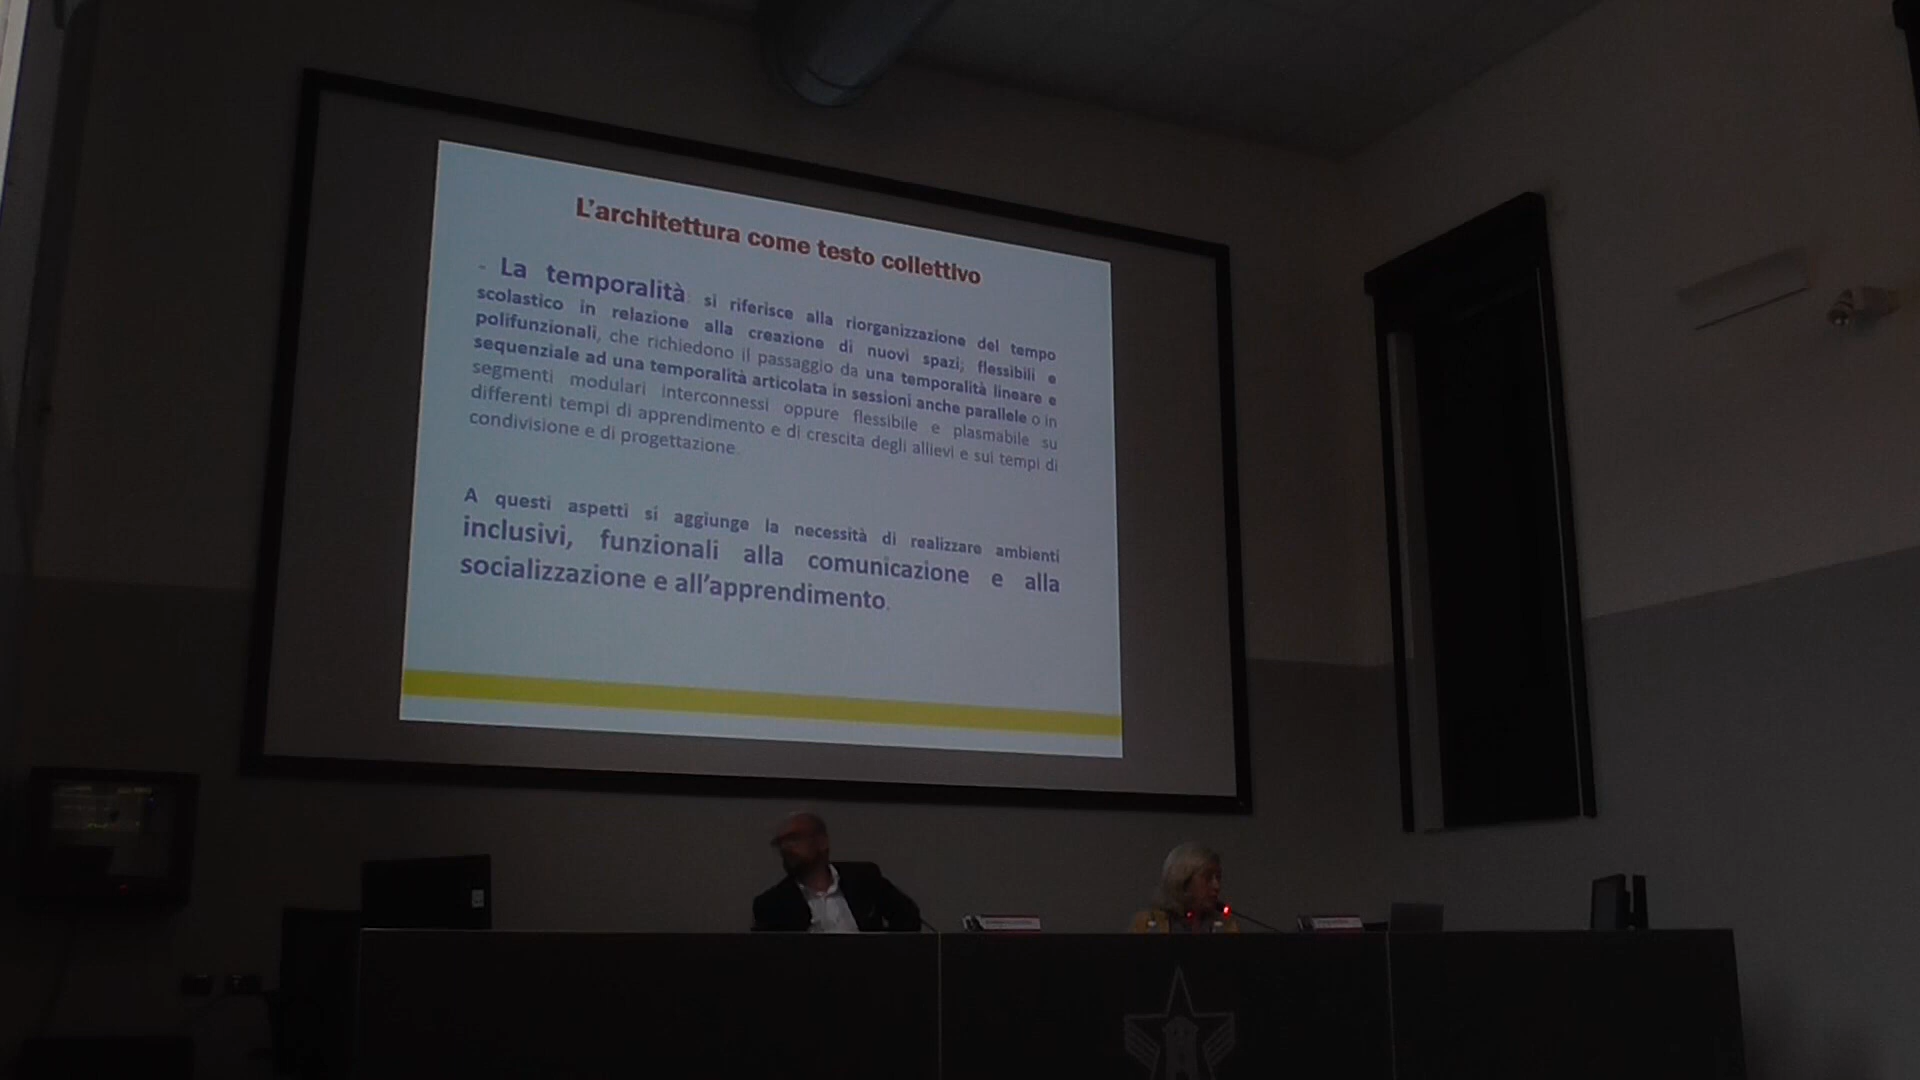 L'architettura come testo collettivo
- La temporalità: si riferisce alla riorganizzazione del tempo
scolastico in relazione alla creazione di nuovi spazi; flessibili e
polifunzionali, che richiedono il passaggio da una temporalità lineare e
sequenziale ad una temporalità articolata in sessioni anche parallele o in
segmenti modulari interconnessi oppure flessibile e plasmabile su
differenti tempi di apprendimento e di crescita degli allievi e sui tempi di
condivisione e di progettazione.
A questi aspetti si aggiunge la necessità di realizzare ambienti
inclusivi, funzionali alla comunicazione e alla
socializzazione e all'apprendimento.